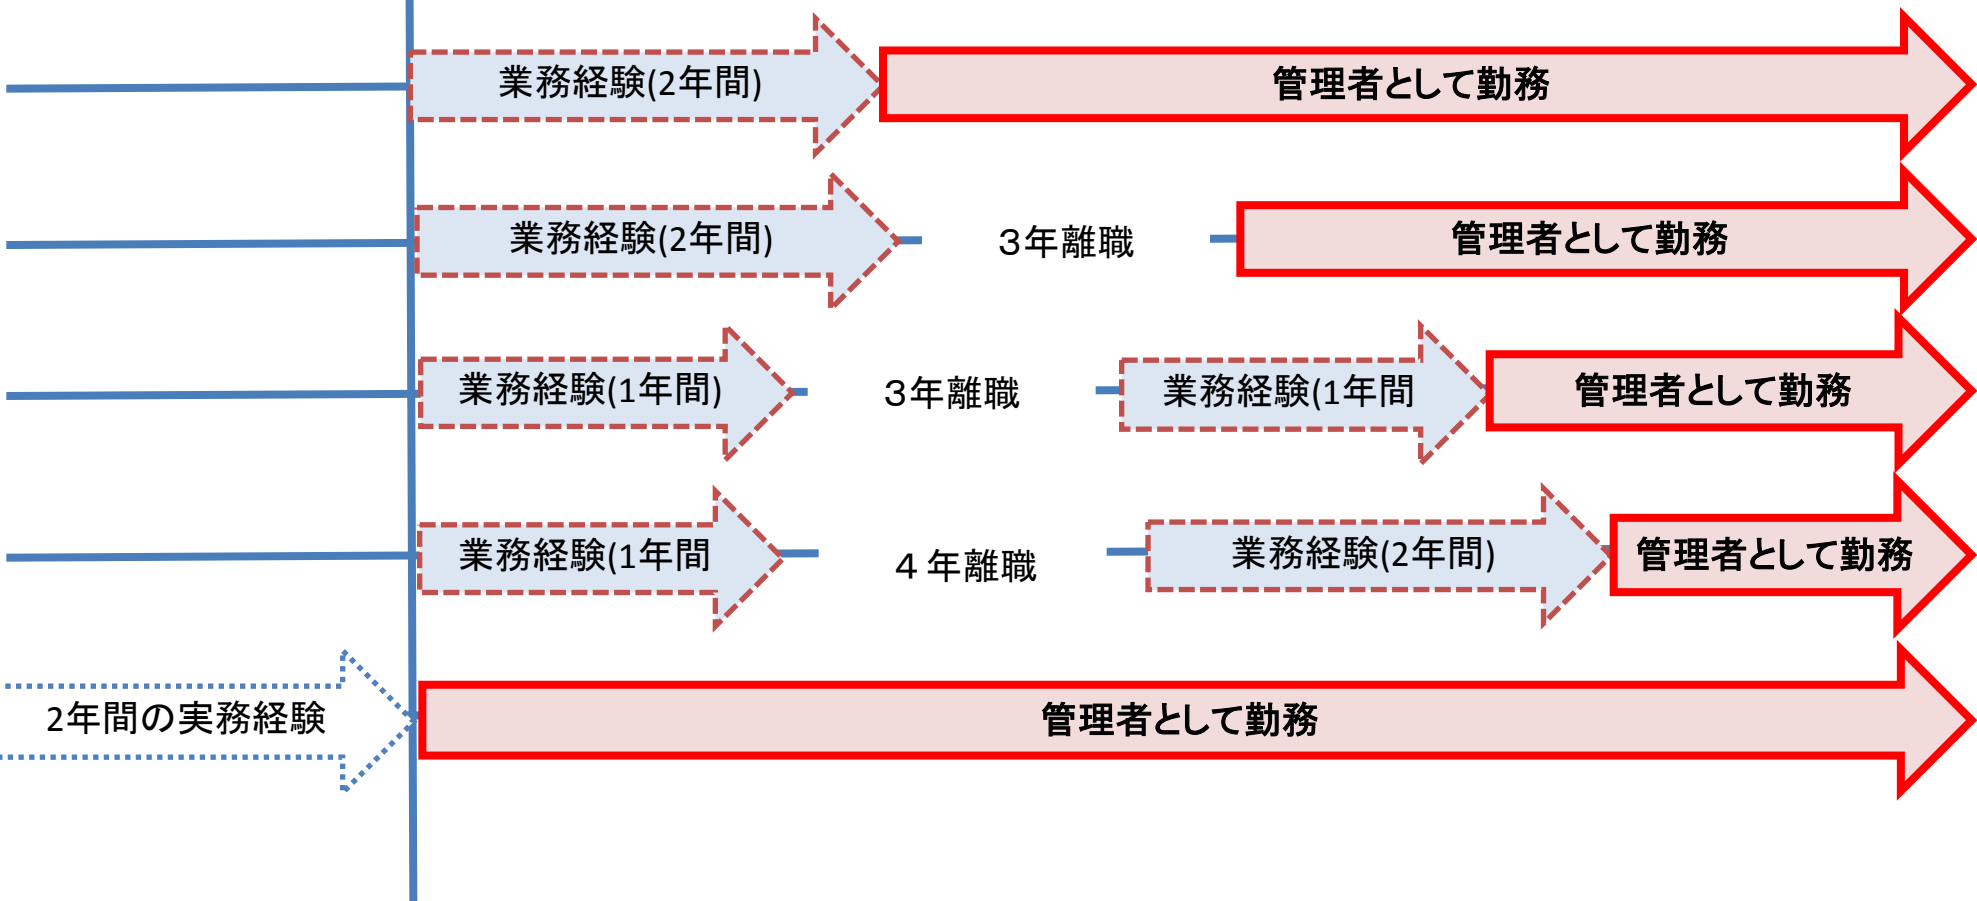 業務経験(2年間) 管理者として勤務
業務経験(2年間) 3年離職 管理者として勤務
業務経験(1年間) 3年離職 業務経験(1年間 管理者として勤務
業務経験(1年間 ４年離職 業務経験(2年間) 管理者として勤務
2年間の実務経験 管理者として勤務